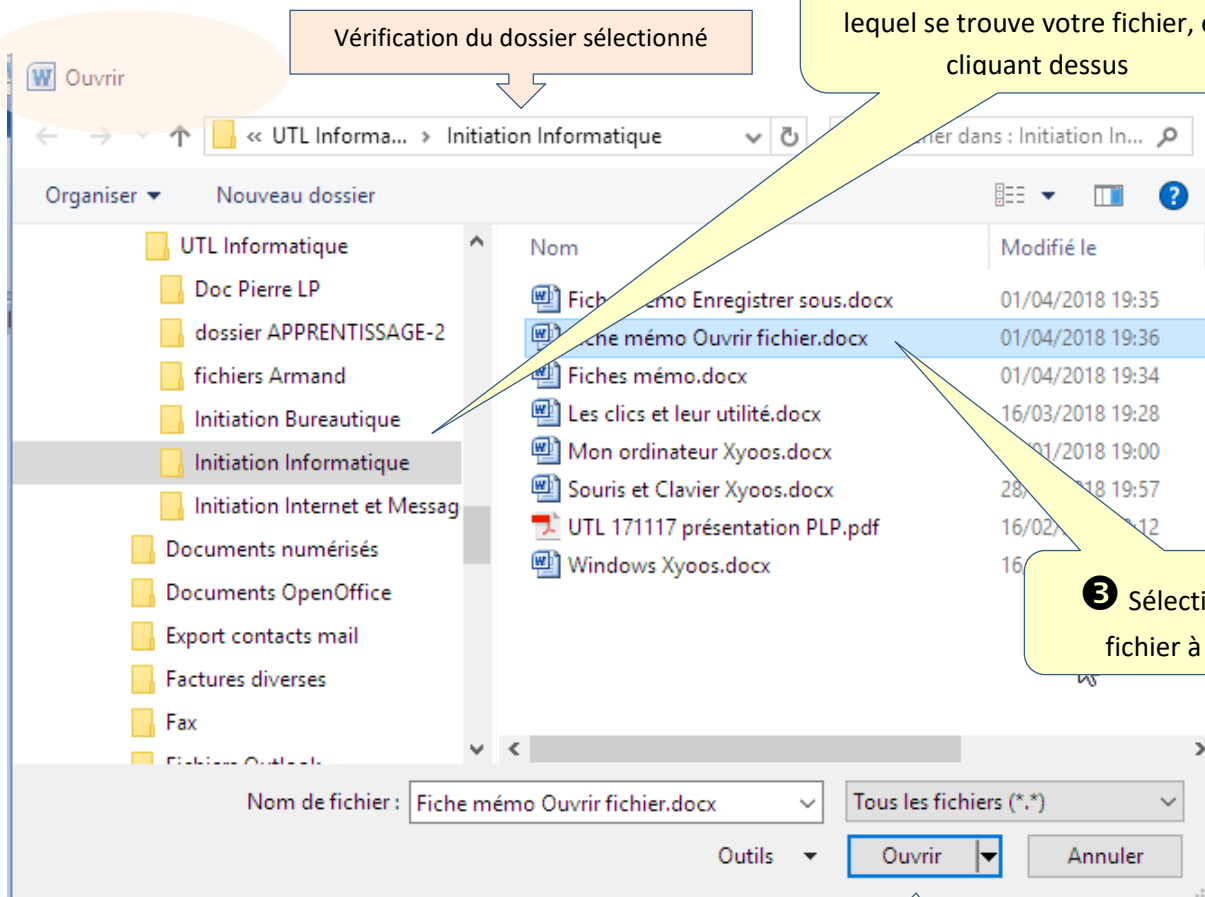 lequel se trouve votre fichier,
cliquant dessus
Vérification du dossier sélectionné
Ouvrir
« UTL Informa... › Initiation Informatique
dans : Initiation In...
Organiser
Nouveau dossier
UTL Informatique
Doc Pierre LP
dossier APPRENTISSAGE-2
fichiers Armand
Initiation Bureautique
Initiation Informatique
Initiation Internet et Messag
Documents numérisés
Documents OpenOffice
Export contacts mail
Factures diverses
Fax
Fichiers Outlook
Nom Modifié le
Enregistrer sous.docx 01/04/2018 19:35
mémo Ouvrir fichier.docx 01/04/2018 19:36
Fiches mémo.docx 01/04/2018 19:34
Les clics et leur utilité.docx 16/03/2018 19:28
Mon ordinateur Xyoos.docx 19:00
Souris et Clavier Xyoos.docx 19:57
UTL 171117 présentation PLP.pdf
Windows Xyoos.docx
❸ Sélecti
fichier à
Nom de fichier : Fiche mémo Ouvrir fichier.docx Tous les fichiers (*.*)
Outils Ouvrir Annuler